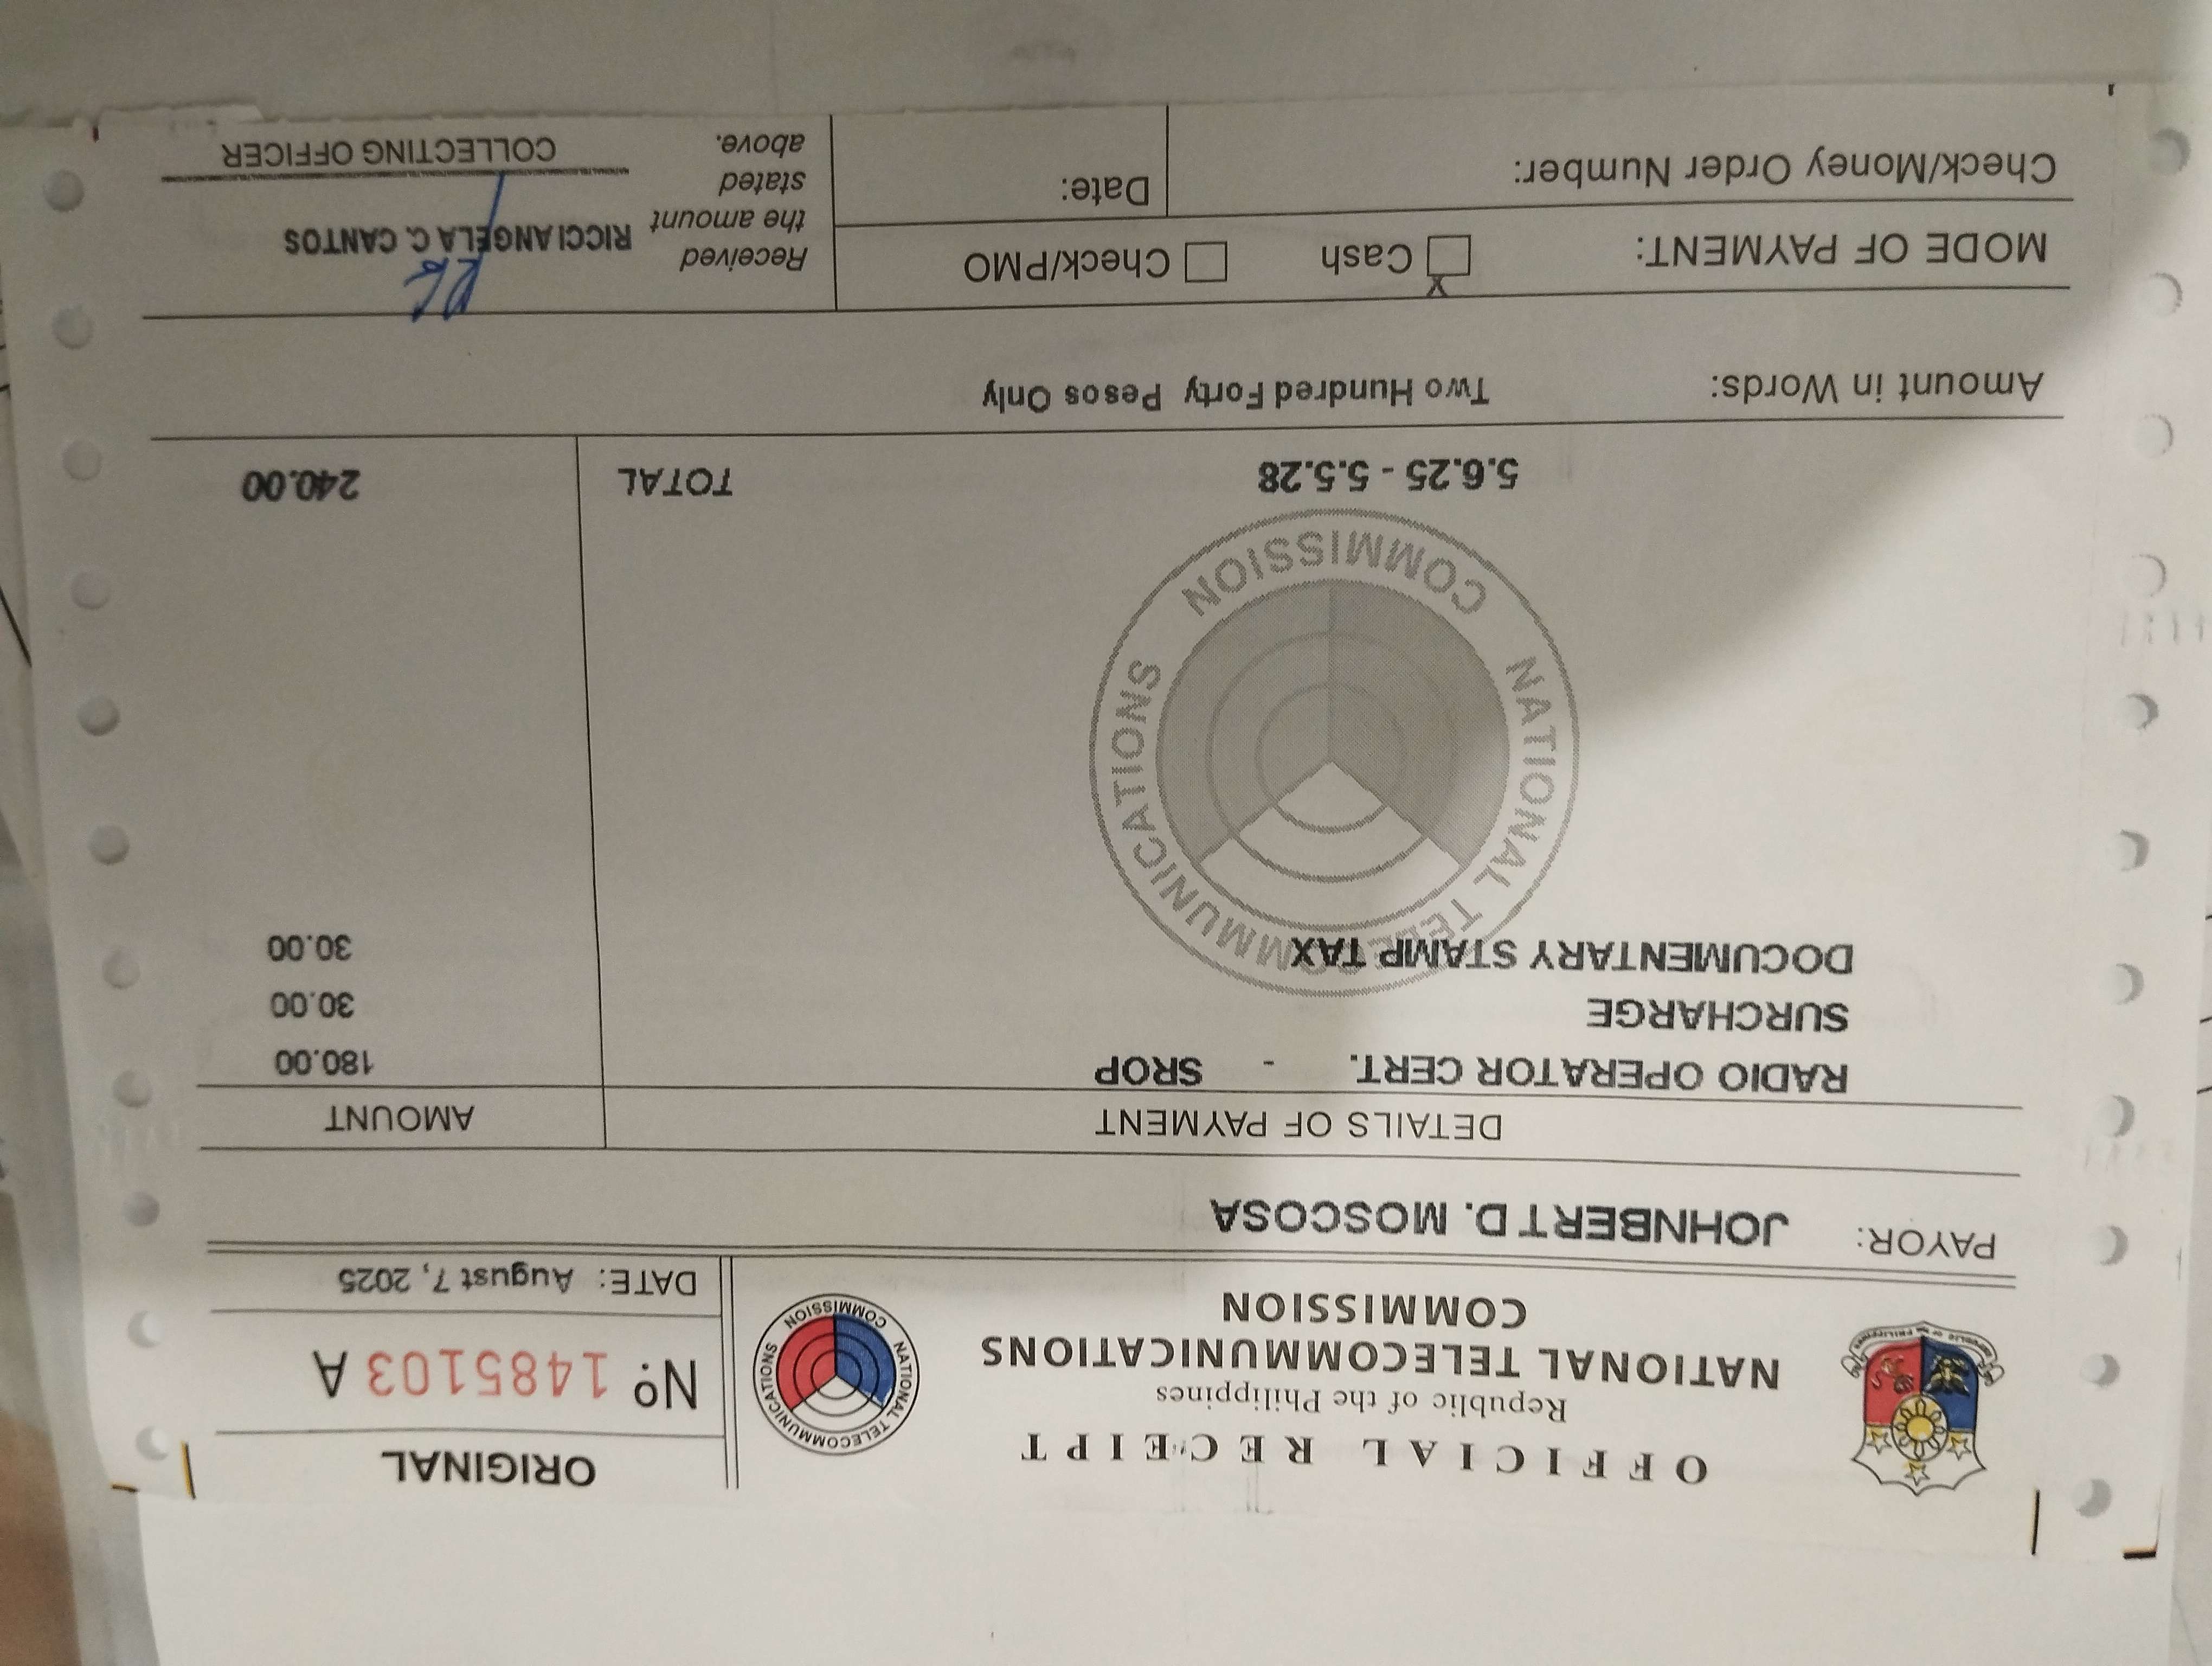 OFFICIAL RECEIPT
Republic of the Philippines
NATIONAL TELECOMMUNICATIONS
COMMISSION
NATIONAL TELECOMMUNICATIONS COMMISSION
ORIGINAL
Nº 1485103 A
DATE: August 7, 2025
PAYOR: JOHNBERT D. MOSCOSA
DETAILS OF PAYMENT AMOUNT
RADIO OPERATOR CERT. - SROP 180.00
SURCHARGE 30.00
DOCUMENTARY STAMP TAX 30.00
NATIONAL TELECOMMUNICATIONS COMMISSION
5.6.25 - 5.5.28 TOTAL 240.00
Amount in Words: Two Hundred Forty Pesos Only
MODE OF PAYMENT: x Cash Check/PMO
Check/Money Order Number: Date:
Received
the amount
stated
above.
RICCI ANGELA C. CANTOS
COLLECTING OFFICER